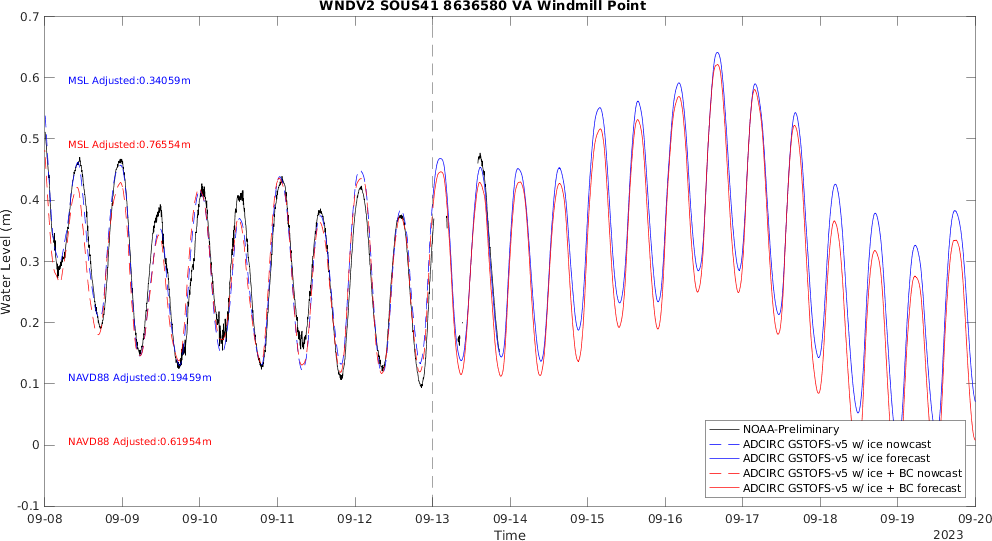 WNDV2 SOUS41 8636580 VA Windmill Point
0.7
0.6
0.5
0.4
0.3
0.2
0.1
0
-0.1
Water Level (m)
MSL Adjusted:0.34059m
MSL Adjusted:0.76554m
NAVD88 Adjusted:0.19459m
NAVD88 Adjusted:0.61954m
NOAA-Preliminary
ADCIRC GSTOFS-v5 w/ ice nowcast
ADCIRC GSTOFS-v5 w/ ice forecast
ADCIRC GSTOFS-v5 w/ ice + BC nowcast
ADCIRC GSTOFS-v5 w/ ice + BC forecast
09-08 09-09 09-10 09-11 09-12 09-13 09-14 09-15 09-16 09-17 09-18 09-19 09-20
Time
2023